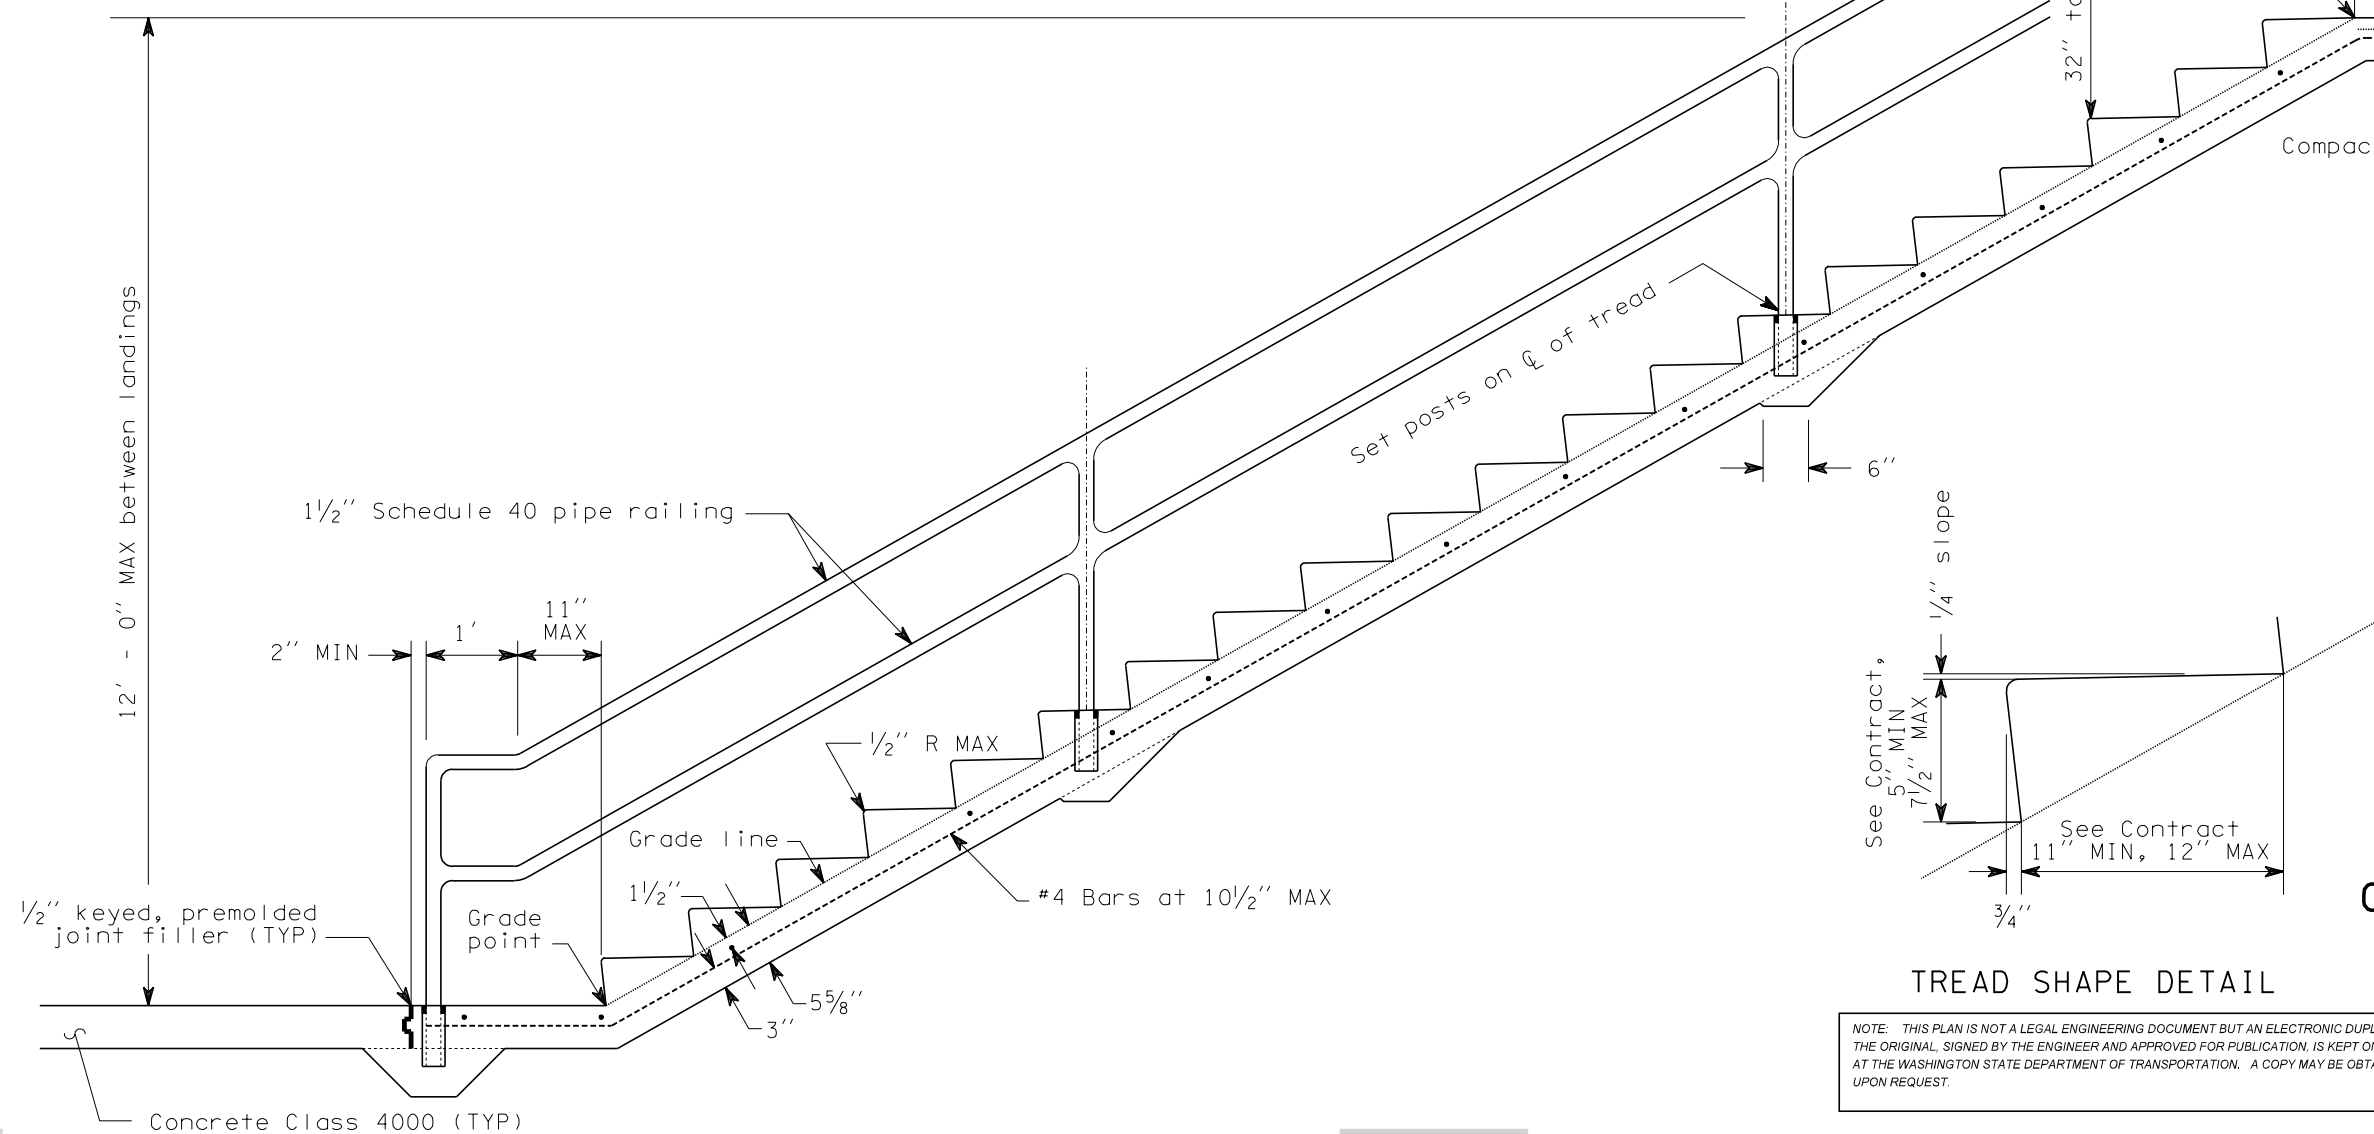 12′ - 0″ MAX between landings
32″ to
Compac
Set posts on ℄ of tread
6″
1½″ Schedule 40 pipe railing
2″ MIN
1′
11″
MAX
½″ R MAX
Grade line
1½″
#4 Bars at 10½″ MAX
½″ keyed, premolded
joint filler (TYP)
Grade
point
5⅝″
3″
Concrete Class 4000 (TYP)
¼″ slope
See Contract,
5″ MIN
7½″ MAX
See Contract
11″ MIN, 12″ MAX
¾″
TREAD SHAPE DETAIL
NOTE: THIS PLAN IS NOT A LEGAL ENGINEERING DOCUMENT BUT AN ELECTRONIC DUPL
THE ORIGINAL, SIGNED BY THE ENGINEER AND APPROVED FOR PUBLICATION, IS KEPT ON
AT THE WASHINGTON STATE DEPARTMENT OF TRANSPORTATION. A COPY MAY BE OBTA
UPON REQUEST.